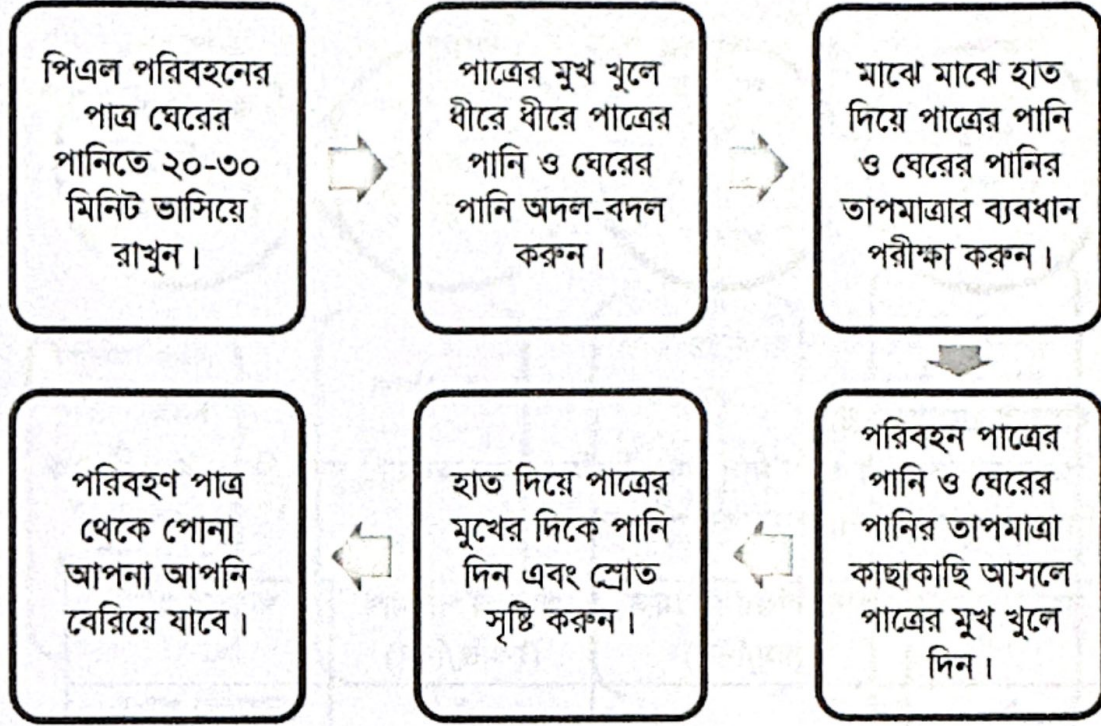 পিএল পরিবহনের
পাত্র ঘেরের
পানিতে ২০-৩০
মিনিট ভাসিয়ে
রাখুন।
পাত্রের মুখ খুলে
ধীরে ধীরে পাত্রের
পানি ও ঘেরের
পানি অদল-বদল
করুন।
মাঝে মাঝে হাত
দিয়ে পাত্রের পানি
ও ঘেরের পানির
তাপমাত্রার ব্যবধান
পরীক্ষা করুন।
পরিবহন পাত্রের
পানি ও ঘেরের
পানির তাপমাত্রা
কাছাকাছি আসলে
পাত্রের মুখ খুলে
দিন।
হাত দিয়ে পাত্রের
মুখের দিকে পানি
দিন এবং স্রোত
সৃষ্টি করুন।
পরিবহণ পাত্র
থেকে পোনা
আপনা আপনি
বেরিয়ে যাবে।